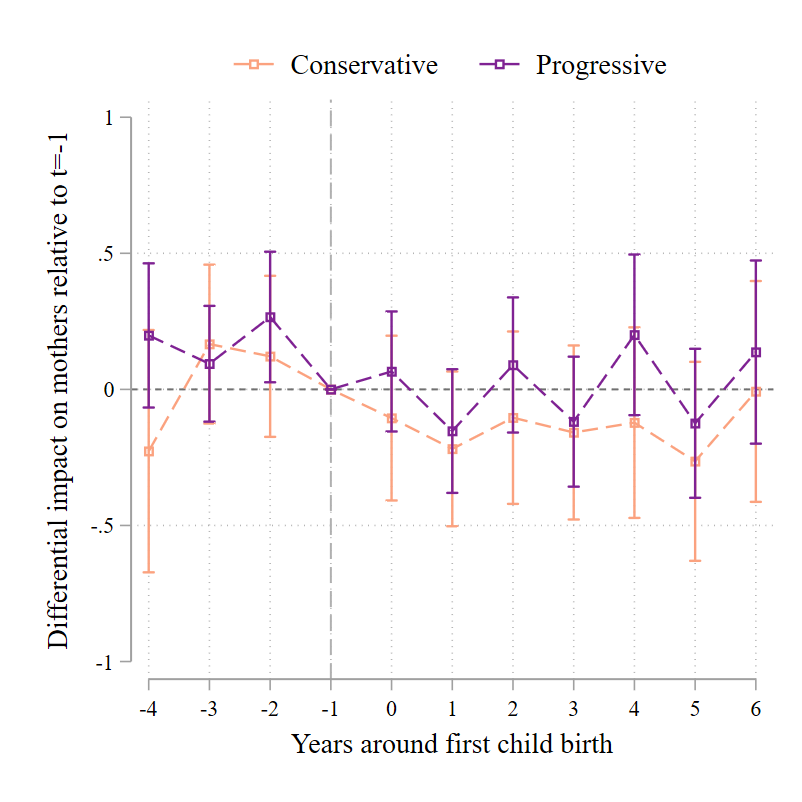 Conservative Progressive
Differential impact on mothers relative to t=-1
1
.5
0
-.5
-1
-4 -3 -2 -1 0 1 2 3 4 5 6
Years around first child birth